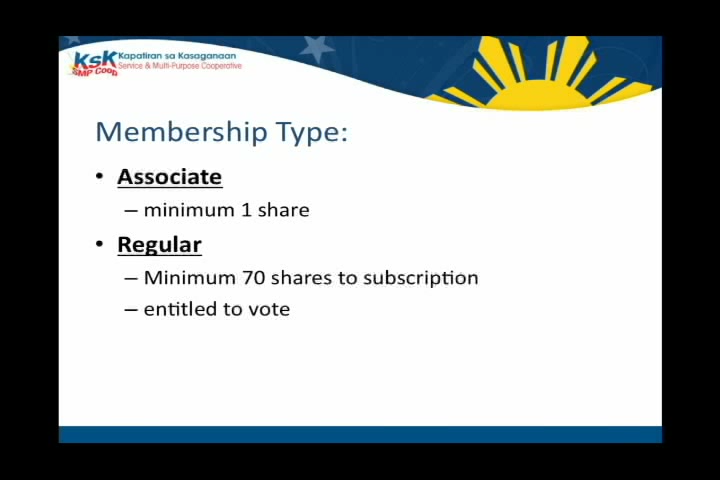 KsK
SMP Coop
Kapatiran sa Kasaganaan
Service & Multi-Purpose Cooperative
Membership Type:
• Associate
– minimum 1 share
• Regular
– Minimum 70 shares to subscription
– entitled to vote